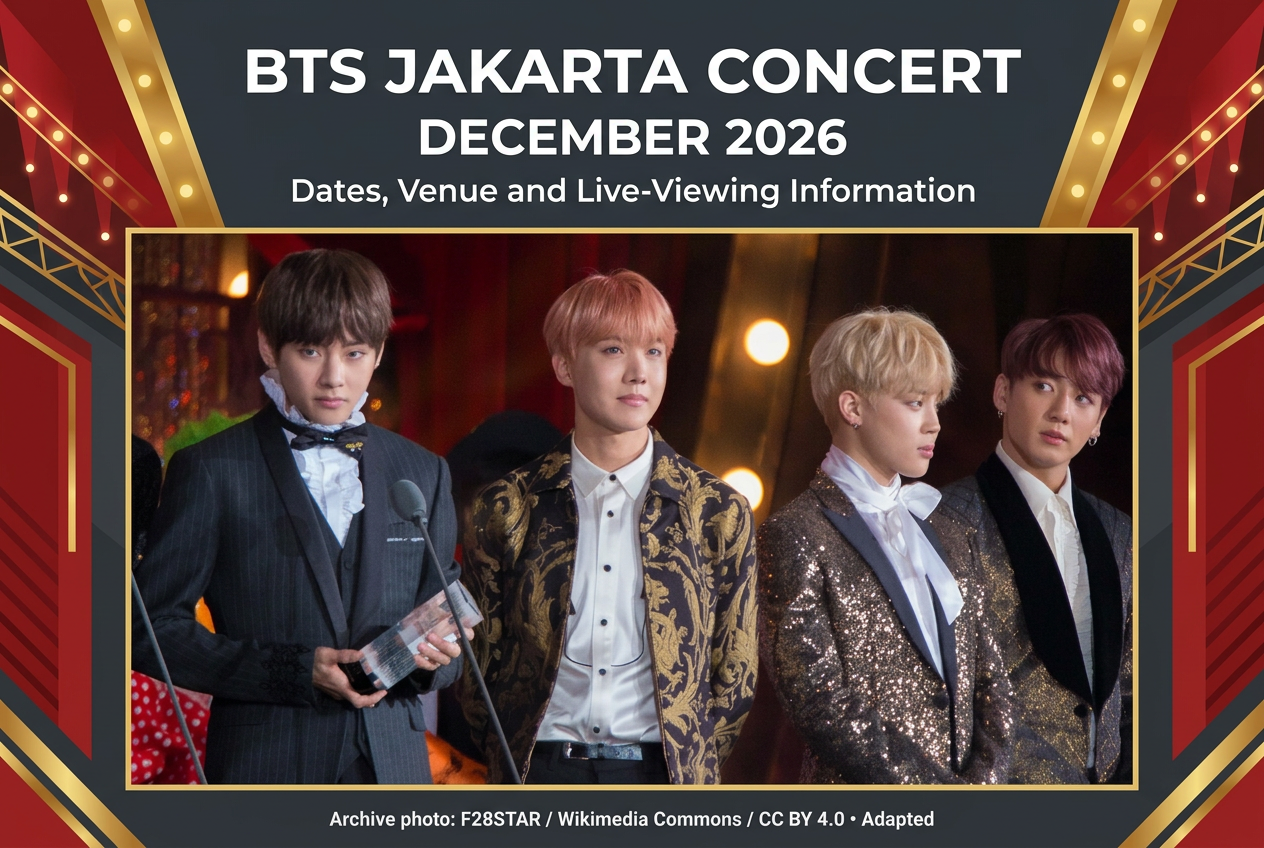 BTS JAKARTA CONCERT
DECEMBER 2026
Dates, Venue and Live-Viewing Information
Archive photo: F28STAR / Wikimedia Commons / CC BY 4.0 • Adapted